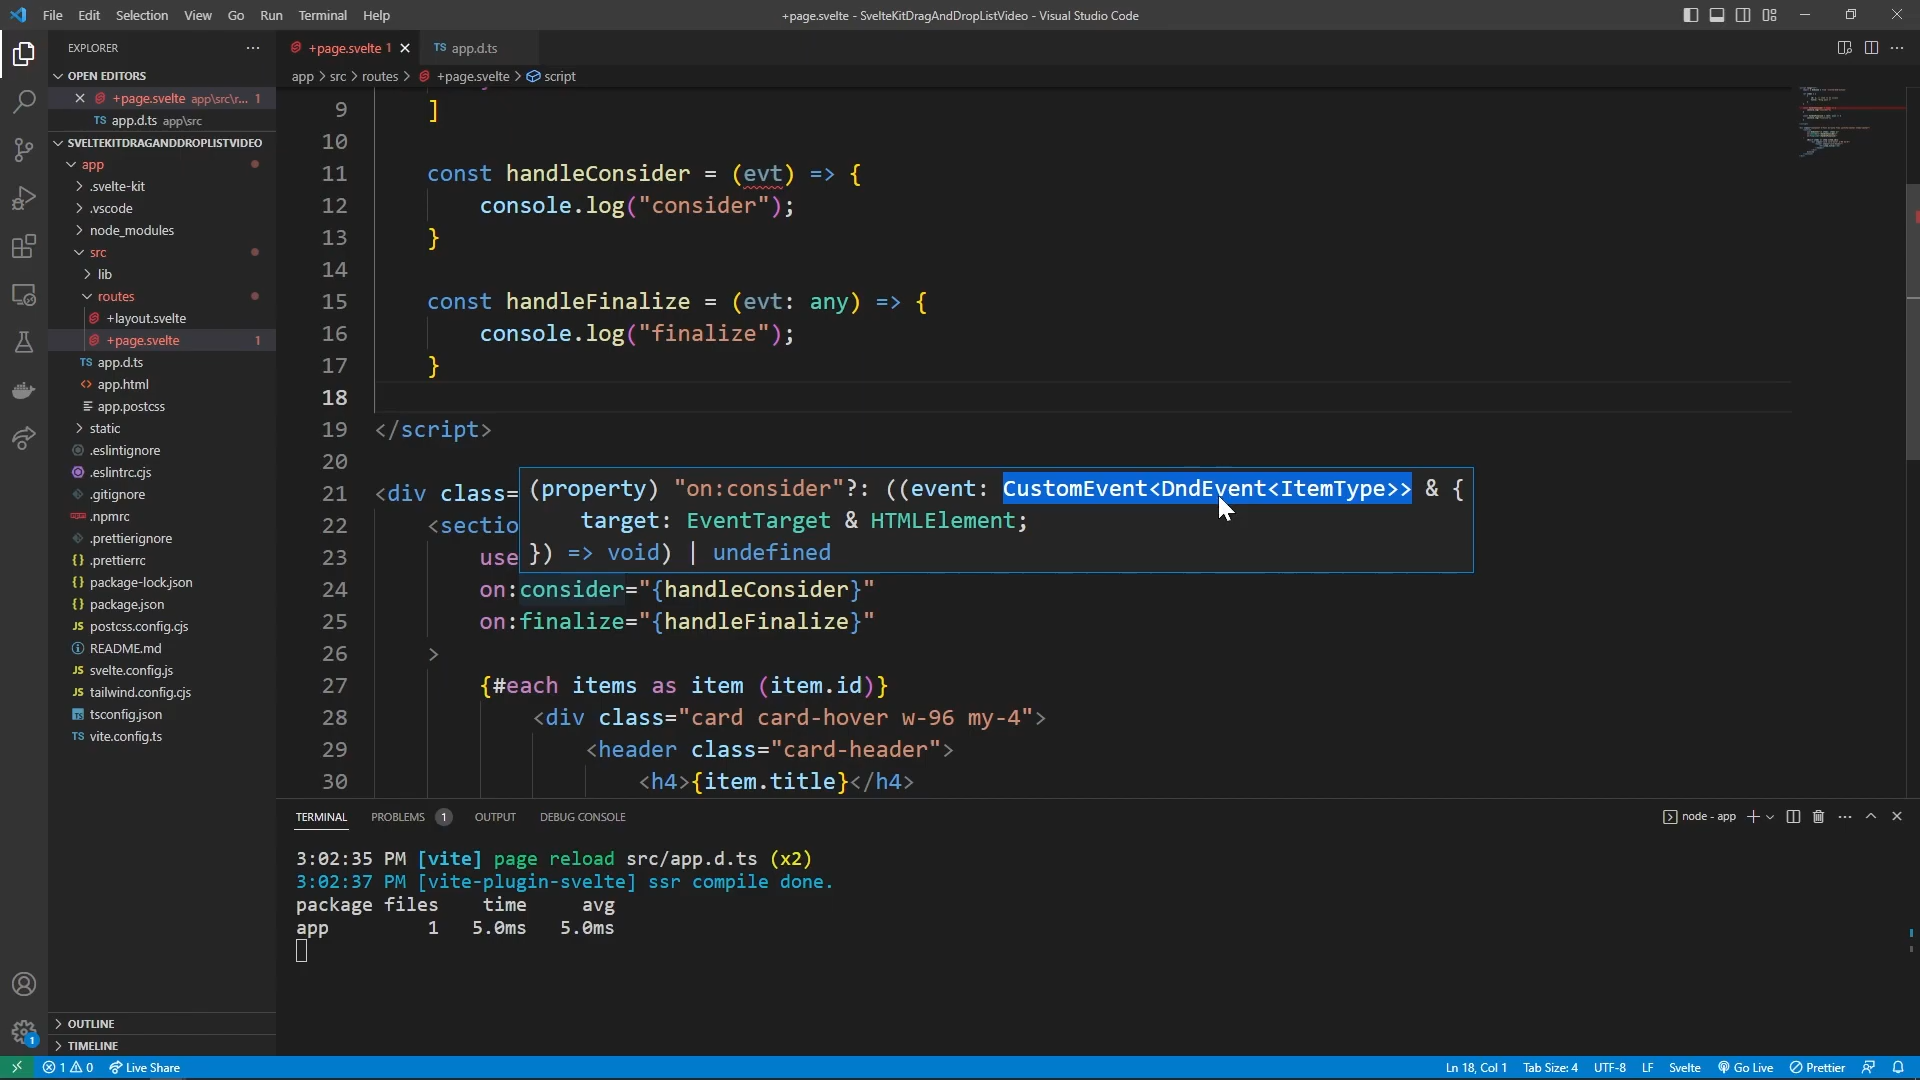 File Edit Selection View Go Run Terminal Help
+page.svelte - SvelteKitDragAndDropListVideo - Visual Studio Code
EXPLORER
OPEN EDITORS
+page.svelte app\src\r... 1
TS app.d.ts app\src
SVELTEKITDRAGANDDROPLISTVIDEO
app
.svelte-kit
.vscode
node_modules
src
lib
routes
+layout.svelte
+page.svelte 1
TS app.d.ts
app.html
app.postcss
static
.eslintignore
.eslintrc.cjs
.gitignore
.npmrc
.prettierignore
.prettierrc
package-lock.json
package.json
JS postcss.config.cjs
README.md
JS svelte.config.js
JS tailwind.config.cjs
tsconfig.json
TS vite.config.ts
OUTLINE
TIMELINE
+page.svelte 1
TS app.d.ts
app > src > routes > +page.svelte > script
9 ]
10
11 const handleConsider = (evt) => {
12 console.log("consider");
13 }
14
15 const handleFinalize = (evt: any) => {
16 console.log("finalize");
17 }
18
19 </script>
20
21 <div class=
22 <sectio
23 use
(property) "on:consider"?: ((event: CustomEvent<DndEvent<ItemType>> & {
target: EventTarget & HTMLElement;
}) => void) | undefined
24 on:consider="{handleConsider}"
25 on:finalize="{handleFinalize}"
26 >
27 {#each items as item (item.id)}
28 <div class="card card-hover w-96 my-4">
29 <header class="card-header">
30 <h4>{item.title}</h4>
TERMINAL PROBLEMS 1 OUTPUT DEBUG CONSOLE
node - app
3:02:35 PM [vite] page reload src/app.d.ts (x2)
3:02:37 PM [vite-plugin-svelte] ssr compile done.
package files time avg
app 1 5.0ms 5.0ms
1
1 0 Live Share
Ln 18, Col 1 Tab Size: 4 UTF-8 LF Svelte Go Live Prettier